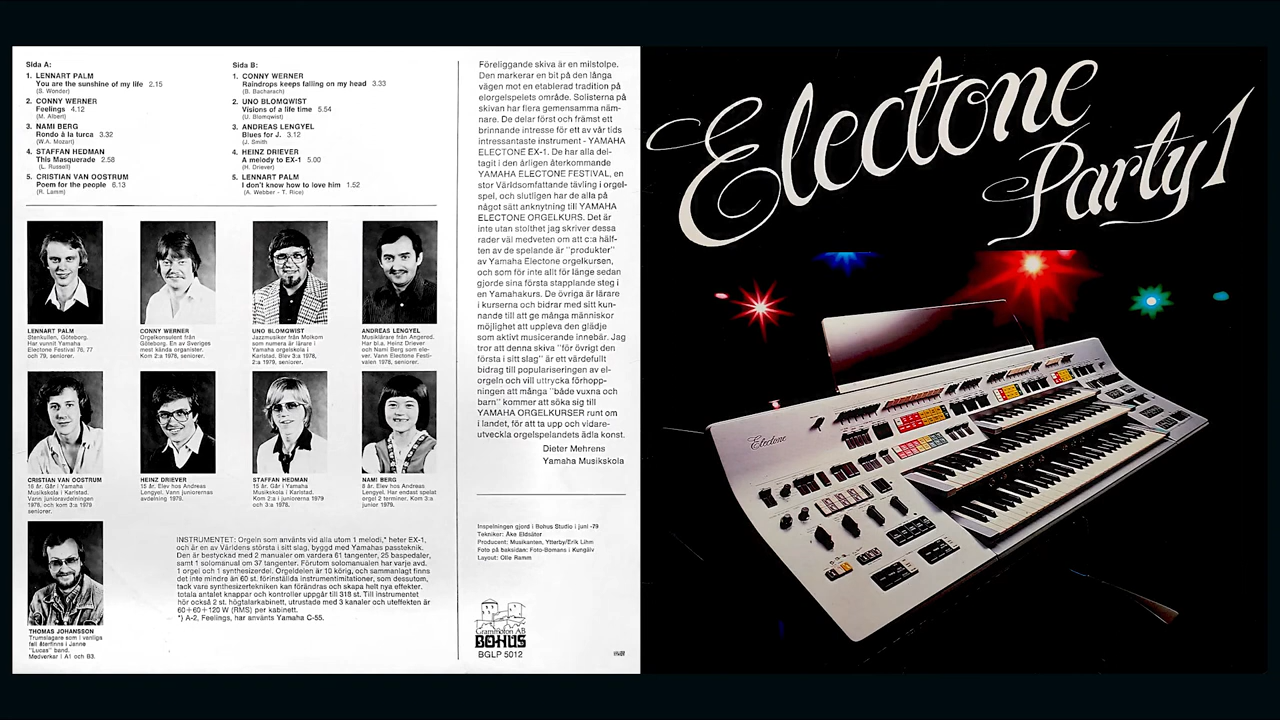 Sida A:
1. LENNART PALM
You are the sunshine of my life 2.15
(S. Wonder)
2. CONNY WERNER
Feelings 4.12
(M. Albert)
3. NAMI BERG
Rondo à la turca 3.32
(W.A. Mozart)
4. STAFFAN HEDMAN
This Masquerade 2.58
(L. Russell)
5. CRISTIAN VAN OOSTRUM
Poem for the people 6.13
(R. Lamm)
Sida B:
1. CONNY WERNER
Raindrops keeps falling on my head 3.33
(B. Bacharach)
2. UNO BLOMQWIST
Visions of a life time 5.54
(U. Blomqwist)
3. ANDREAS LENGYEL
Blues for J. 3.12
(J. Smith
4. HEINZ DRIEVER
A melody to EX-1 5.00
(H. Driever)
5. LENNART PALM
I don't know how to love him 1.52
(A. Webber - T. Rice)
LENNART PALM
Stenkullen, Göteborg.
Har vunnit Yamaha
Electone Festival 76, 77
och 79, seniorer.
CONNY WERNER
Orgelkonsulent från
Göteborg. En av Sveriges
mest kända organister.
Kom 2:a 1978, seniorer.
UNO BLOMQWIST
Jazzmusiker från Molkom
som numera är lärare i
Yamahas orgelskola i
Karlstad. Blev 3:a 1978,
2:a 1979, seniorer.
ANDREAS LENGYEL
Musiklärare från Angered.
Har bl.a. Heinz Driever
och Nami Berg som ele-
ver. Vann Electone Festi-
valen 1978, seniorer.
CRISTIAN VAN OOSTRUM
16 år. Går i Yamaha
Musikskola i Karlstad.
Vann junioravdelningen
1978, och kom 3:a 1979
seniorer.
HEINZ DRIEVER
15 år. Elev hos Andreas
Lengyel. Vann juniorernas
avdelning 1979.
STAFFAN HEDMAN
15 år. Går i Yamaha
Musikskola i Karlstad.
Kom 2:a i juniorerna 1979
och 3:a 1978.
NAMI BERG
8 år. Elev hos Andreas
Lengyel. Har endast spelat
orgel 2 terminer. Kom 3:a
junior 1979.
THOMAS JOHANSSON
Trumslagare som i vanliga
fall återfinns i Janne
"Lucas" band.
Medverkar i A1 och B3.
INSTRUMENTET: Orgeln som använts vid alla utom 1 melodi,* heter EX-1,
och är en av Världens största i sitt slag, byggd med Yamahas passteknik.
Den är bestyckad med 2 manualer om vardera 61 tangenter, 25 baspedaler,
samt 1 solomanual om 37 tangenter. Förutom solomanualen har varje avd.
1 orgel och 1 synthesizerdel. Orgeldelen är 10 körig, och sammanlagt finns
det inte mindre än 60 st. förinställda instrumentimitationer, som dessutom,
tack vare synthesizertekniken kan förändras och skapa helt nya effekter.
totala antalet knappar och kontroller uppgår till 318 st. Till instrumentet
hör också 2 st. högtalarkabinett, utrustade med 3 kanaler och uteffekten är
60+60+120 W (RMS) per kabinett.
*) A-2, Feelings, har använts Yamaha C-55.
Föreliggande skiva är en milstolpe.
Den markerar en bit på den långa
vägen mot en etablerad tradition på
elorgelspelets område. Solisterna på
skivan har flera gemensamma näm-
nare. De delar först och främst ett
brinnande intresse för ett av vår tids
intressantaste instrument - YAMAHA
ELECTONE EX-1. De har alla del-
tagit i den årligen återkommande
YAMAHA ELECTONE FESTIVAL, en
stor Världsomfattande tävling i orgel-
spel, och slutligen har de alla på
något sätt anknytning till YAMAHA
ELECTONE ORGELKURS. Det är
inte utan stolthet jag skriver dessa
rader väl medveten om att c:a hälf-
ten av de spelande är "produkter"
av Yamaha Electone orgelkursen,
och som för inte allt för länge sedan
gjorde sina första stapplande steg i
en Yamahakurs. De övriga är lärare
i kurserna och bidrar med sitt kun-
nande till att ge många människor
möjlighet att uppleva den glädje
som aktivt musicerande innebär. Jag
tror att denna skiva "för övrigt den
första i sitt slag" är ett värdefullt
bidrag till populariseringen av el-
orgeln och vill uttrycka förhopp-
ningen att många "både vuxna och
barn" kommer att söka sig till
YAMAHA ORGELKURSER runt om
i landet, för att ta upp och vidare-
utveckla orgelspelandets ädla konst.
Dieter Mehrens
Yamaha Musikskola
Inspelningen gjord i Bohus Studio i juni -79
Tekniker: Åke Eldsäter
Producent: Musikanten, Ytterby/Erik Lihm
Foto på baksidan: Foto-Bomans i Kungälv
Layout: Olle Ramm
Grammofon AB
BOHUS
BGLP 5012
Electone
Party 1
Electone